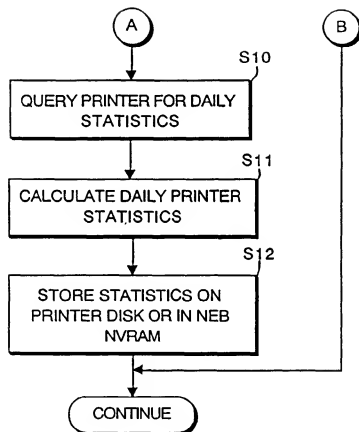 A
B
S10
QUERY PRINTER FOR DAILY
STATISTICS
S11
CALCULATE DAILY PRINTER
STATISTICS
S12
STORE STATISTICS ON
PRINTER DISK OR IN NEB
NVRAM
CONTINUE